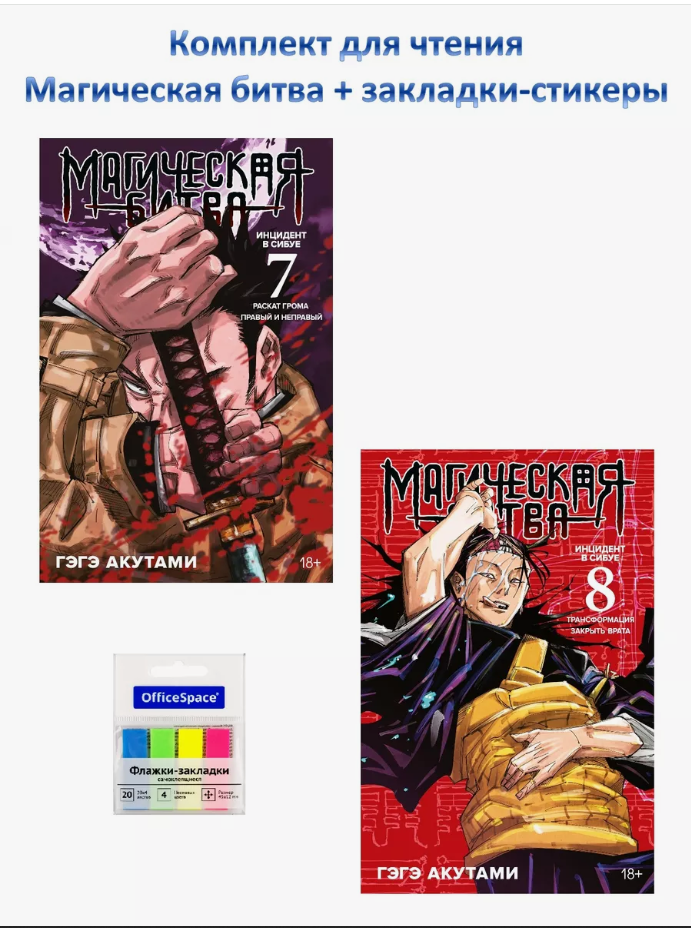 Комплект для чтения
Магическая битва + закладки-стикеры
МАГИЧЕСКАЯ
БИТВА
ИНЦИДЕНТ
В СИБУЕ
7
РАСКАТ ГРОМА
ПРАВЫЙ И НЕПРАВЫЙ
ГЭГЭ АКУТАМИ
18+
МАГИЧЕСКАЯ
БИТВА
ИНЦИДЕНТ
В СИБУЕ
8
ТРАНСФОРМАЦИЯ
ЗАКРЫТЬ ВРАТА
ГЭГЭ АКУТАМИ
18+
OfficeSpace®
Флажки-закладки
самоклеящиеся
20
4